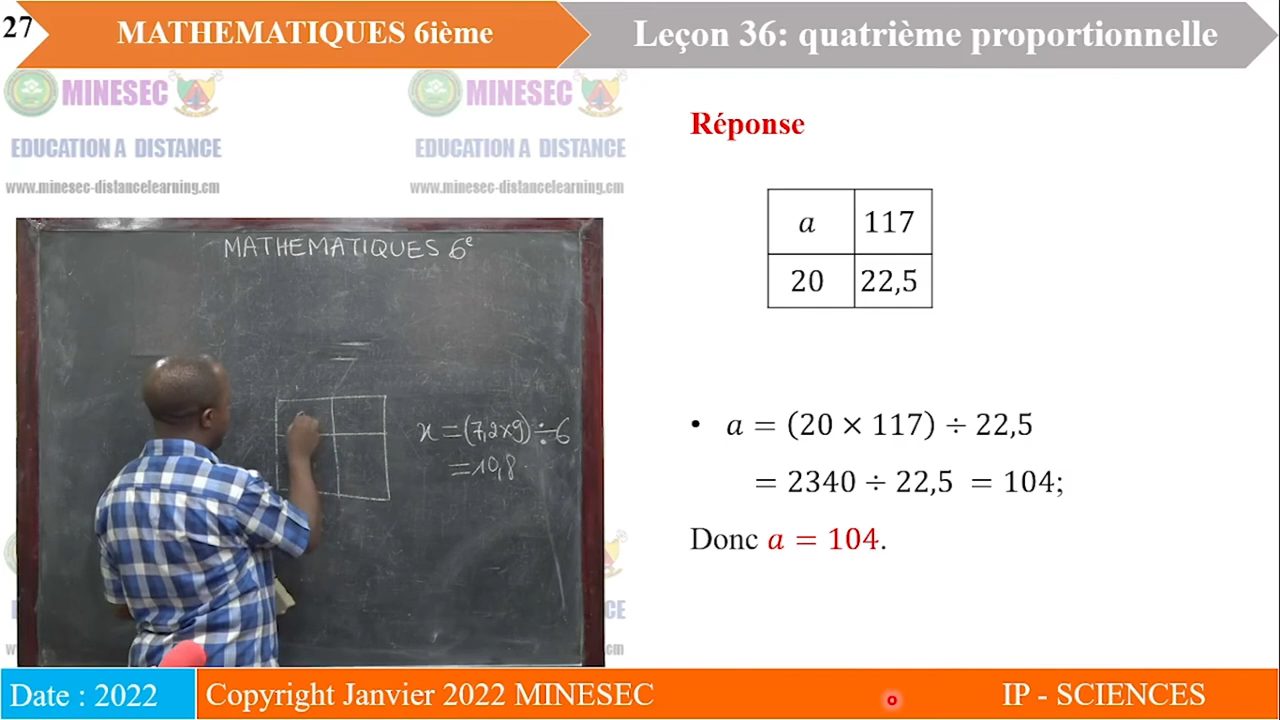 27
MATHEMATIQUES 6ième
Leçon 36: quatrième proportionnelle
MINESEC
EDUCATION A DISTANCE
www.minesec-distancelearning.cm
MINESEC
EDUCATION A DISTANCE
www.minesec-distancelearning.cm
MATHEMATIQUES 6e
x = (7,2 x 9) ÷ 6
= 10,8
Réponse
a 117
20 22,5
• a = (20 × 117) ÷ 22,5
= 2340 ÷ 22,5 = 104;
Donc a = 104.
Date : 2022
Copyright Janvier 2022 MINESEC
IP - SCIENCES